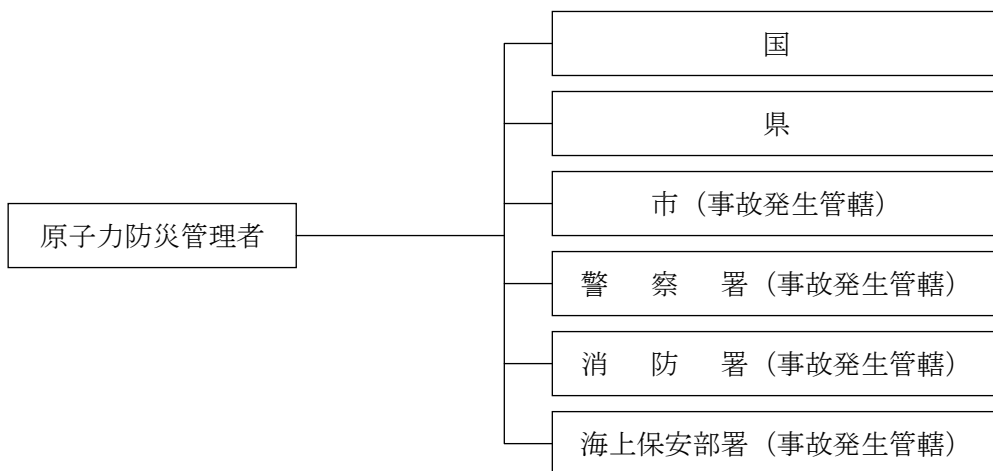 国
県
市（事故発生管轄）
原子力防災管理者
警察署（事故発生管轄）
消防署（事故発生管轄）
海上保安部署（事故発生管轄）